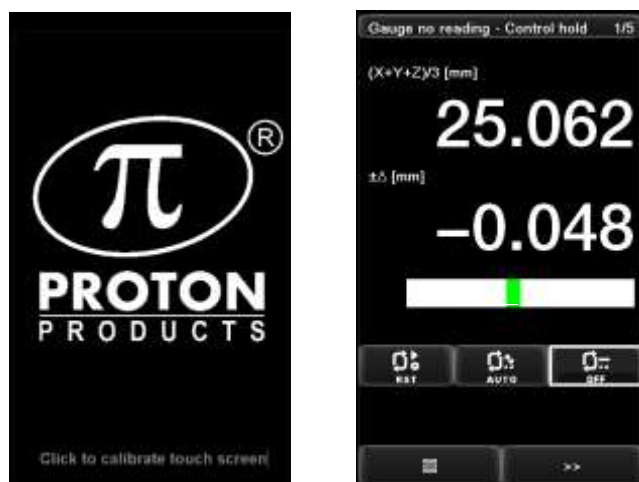 π
®
PROTON
PRODUCTS
Click to calibrate touch screen
Gauge no reading - Control hold 1/5
(X+Y+Z)/3 [mm]
25.062
±Δ [mm]
-0.048
RST AUTO OFF
>>